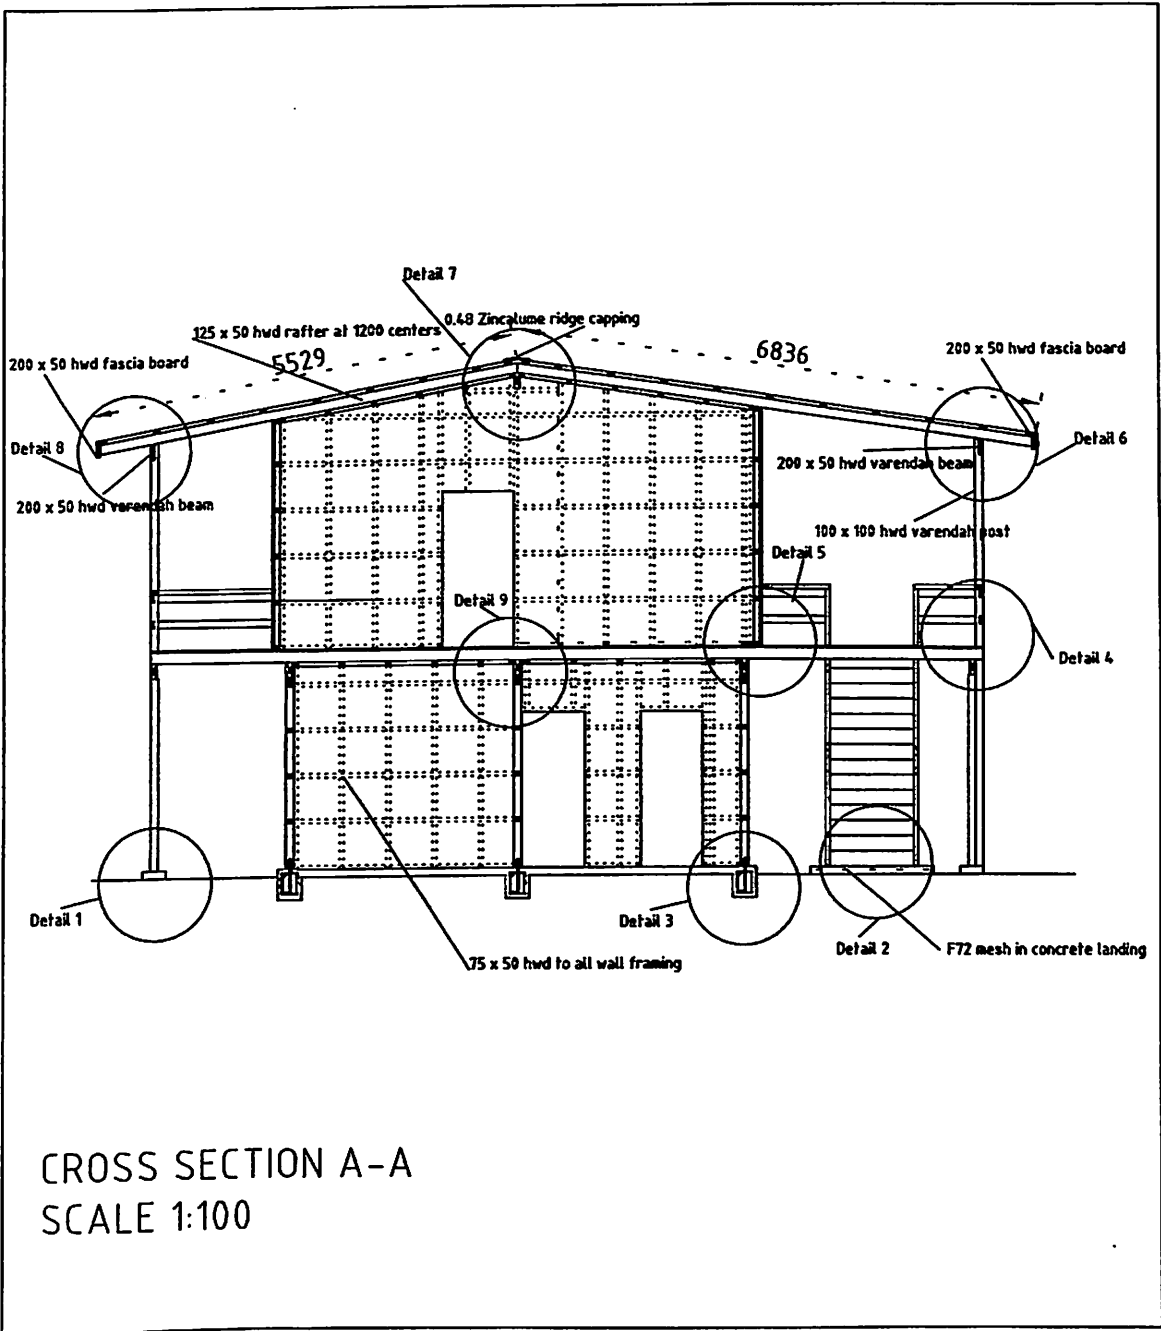 Detail 7
125 x 50 hwd rafter at 1200 centers
0.48 Zincalume ridge capping
200 x 50 hwd fascia board
5529
6836
200 x 50 hwd fascia board
Detail 8
Detail 6
200 x 50 hwd varendah beam
200 x 50 hwd varendah beam
100 x 100 hwd varendah post
Detail 5
Detail 9
Detail 4
Detail 1
Detail 3
Detail 2
F72 mesh in concrete landing
75 x 50 hwd to all wall framing
CROSS SECTION A-A
SCALE 1:100